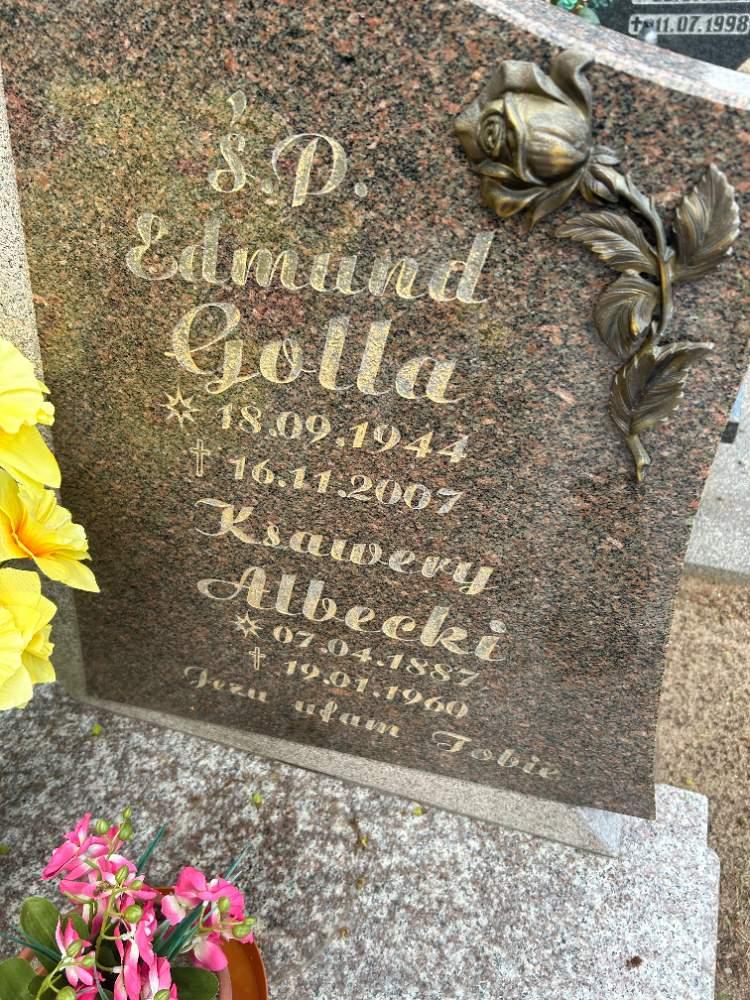 ✝11.07.1998
Ś.P.
Edmund
Golla
18.09.1944
✝ 16.11.2007
Ksawery
Albecki
07.04.1887
✝ 19.01.1960
Jezu ufam Tobie